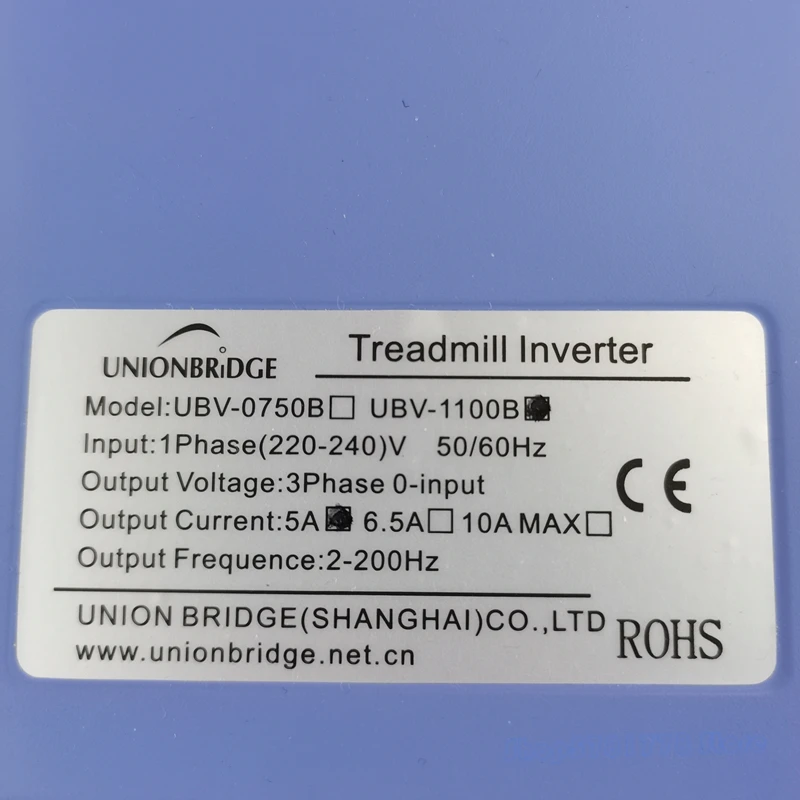 UNIONBRiDGE
Treadmill Inverter
Model:UBV-0750B☐ UBV-1100B☒
Input:1Phase(220-240)V 50/60Hz
Output Voltage:3Phase 0-input
CE
Output Current:5A☒ 6.5A☐ 10A MAX☐
Output Frequence:2-200Hz
UNION BRIDGE(SHANGHAI)CO.,LTD
ROHS
www.unionbridge.net.cn